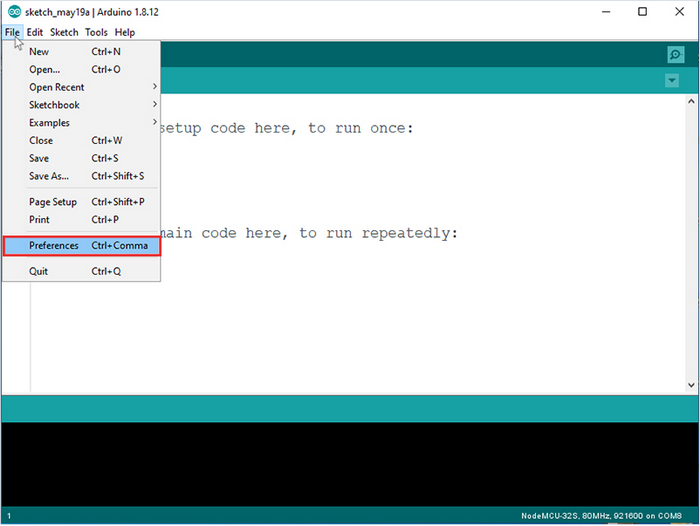 sketch_may19a | Arduino 1.8.12
File Edit Sketch Tools Help
New Ctrl+N
Open... Ctrl+O
Open Recent
Sketchbook
Examples
Close Ctrl+W
Save Ctrl+S
Save As... Ctrl+Shift+S
Page Setup Ctrl+Shift+P
Print Ctrl+P
Preferences Ctrl+Comma
Quit Ctrl+Q
setup code here, to run once:
main code here, to run repeatedly:
1 NodeMCU-32S, 80MHz, 921600 on COM8